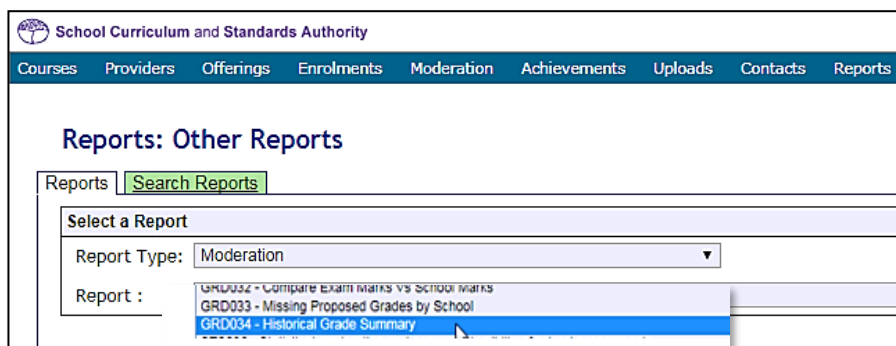 School Curriculum and Standards Authority
Courses Providers Offerings Enrolments Moderation Achievements Uploads Contacts Reports
Reports: Other Reports
Reports Search Reports
Select a Report
Report Type: Moderation
GRD032 - Compare Exam Marks vs School Marks
Report :
GRD033 - Missing Proposed Grades by School
GRD034 - Historical Grade Summary